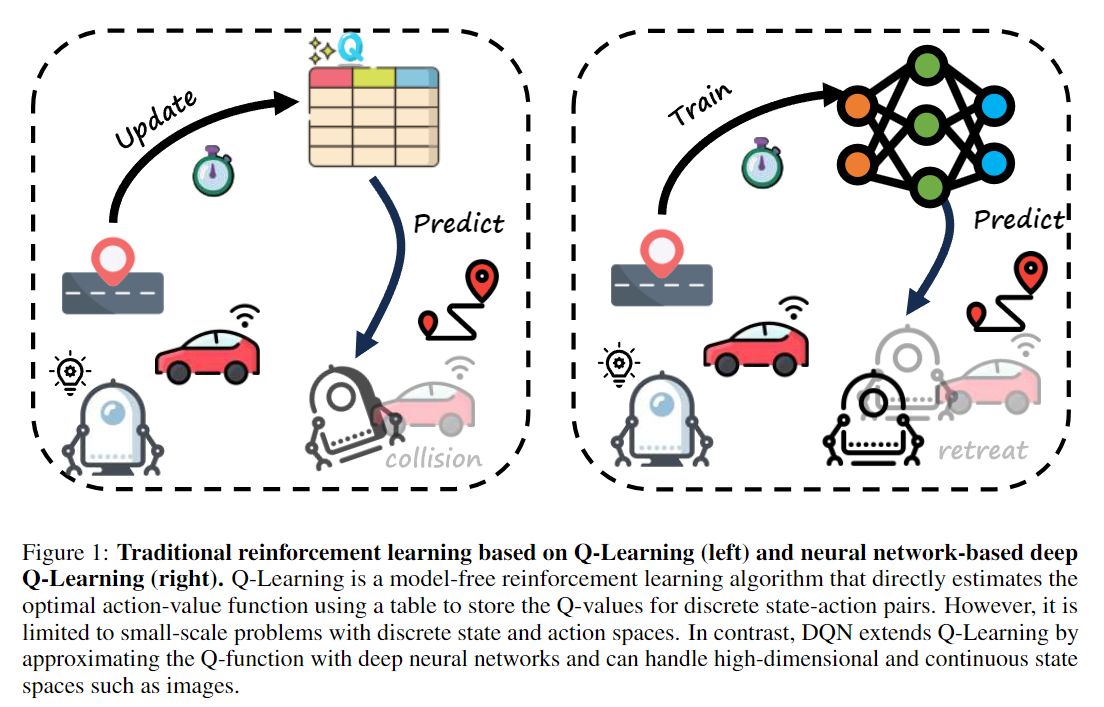 Q
Update
Predict
collision
Train
Predict
retreat
Figure 1: Traditional reinforcement learning based on Q-Learning (left) and neural network-based deep
Q-Learning (right). Q-Learning is a model-free reinforcement learning algorithm that directly estimates the
optimal action-value function using a table to store the Q-values for discrete state-action pairs. However, it is
limited to small-scale problems with discrete state and action spaces. In contrast, DQN extends Q-Learning by
approximating the Q-function with deep neural networks and can handle high-dimensional and continuous state
spaces such as images.